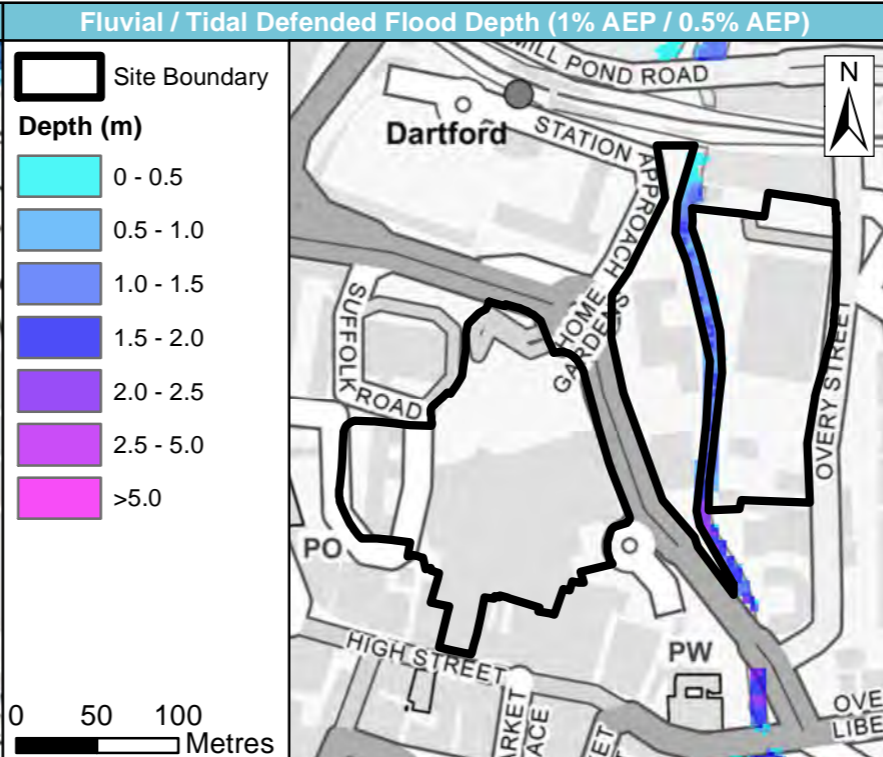 Fluvial / Tidal Defended Flood Depth (1% AEP / 0.5% AEP)
Site Boundary
Depth (m)
0 - 0.5
0.5 - 1.0
1.0 - 1.5
1.5 - 2.0
2.0 - 2.5
2.5 - 5.0
>5.0
0 50 100
Metres
N
MILL POND ROAD
Dartford
STATION APPROACH
HOME
GARDENS
SUFFOLK
ROAD
OVERY STREET
PO
HIGH STREET
PW
ARKET
ACE
ET
OVE
LIBE